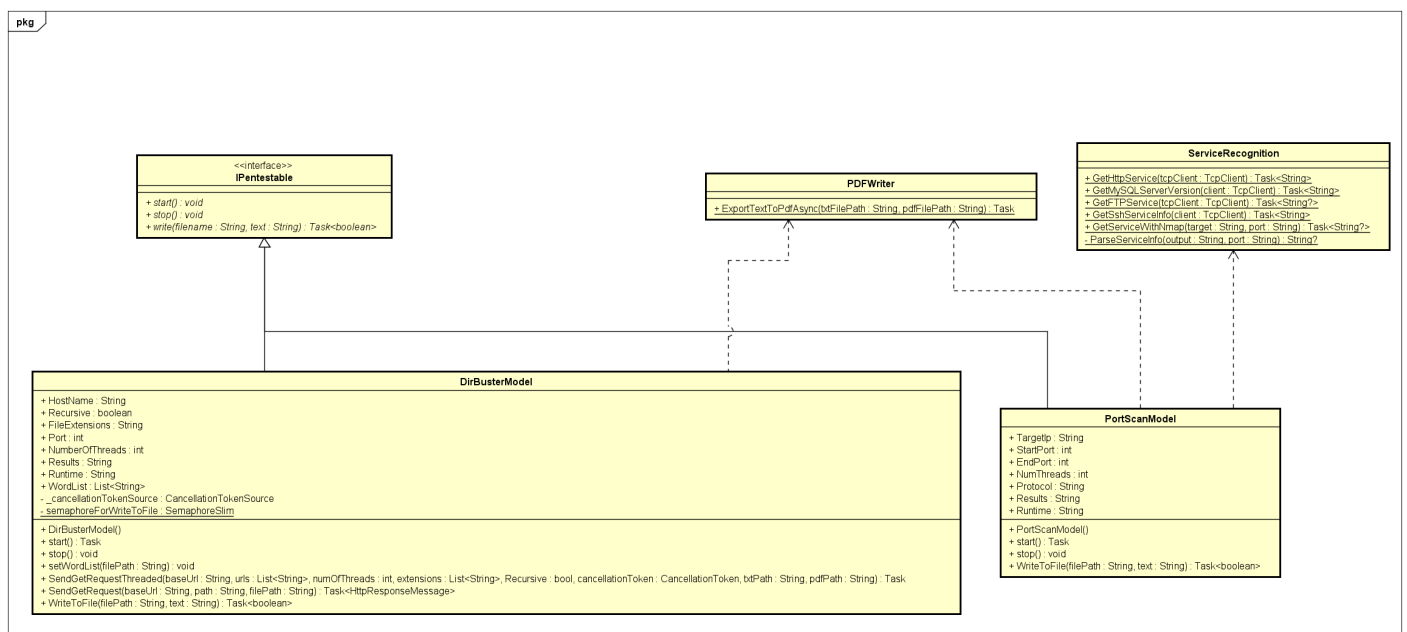 pkg
<<interface>>
IPentestable
+ start() : void
+ stop() : void
+ write(filename : String, text : String) : Task<boolean>
PDFWriter
+ ExportTextToPdfAsync(txtFilePath : String, pdfFilePath : String) : Task
ServiceRecognition
+ GetHttpService(tcpClient : TcpClient) : Task<String>
+ GetMySQLServerVersion(client : TcpClient) : Task<String>
+ GetFTPService(tcpClient : TcpClient) : Task<String?>
+ GetSshServiceInfo(client : TcpClient) : Task<String>
+ GetServiceWithNmap(target : String, port : String) : Task<String?>
- ParseServiceInfo(output : String, port : String) : String?
DirBusterModel
+ HostName : String
+ Recursive : boolean
+ FileExtensions : String
+ Port : int
+ NumberOfThreads : int
+ Results : String
+ Runtime : String
+ WordList : List<String>
- _cancellationTokenSource : CancellationTokenSource
- semaphoreForWriteToFile : SemaphoreSlim
+ DirBusterModel()
+ start() : Task
+ stop() : void
+ setWordList(filePath : String) : void
+ SendGetRequestThreaded(baseUrl : String, urls : List<String>, numOfThreads : int, extensions : List<String>, Recursive : bool, cancellationToken : CancellationToken, txtPath : String, pdfPath : String) : Task
+ SendGetRequest(baseUrl : String, path : String, filePath : String) : Task<HttpResponseMessage>
+ WriteToFile(filePath : String, text : String) : Task<boolean>
PortScanModel
+ TargetIp : String
+ StartPort : int
+ EndPort : int
+ NumThreads : int
+ Protocol : String
+ Results : String
+ Runtime : String
+ PortScanModel()
+ start() : Task
+ stop() : void
+ WriteToFile(filePath : String, text : String) : Task<boolean>